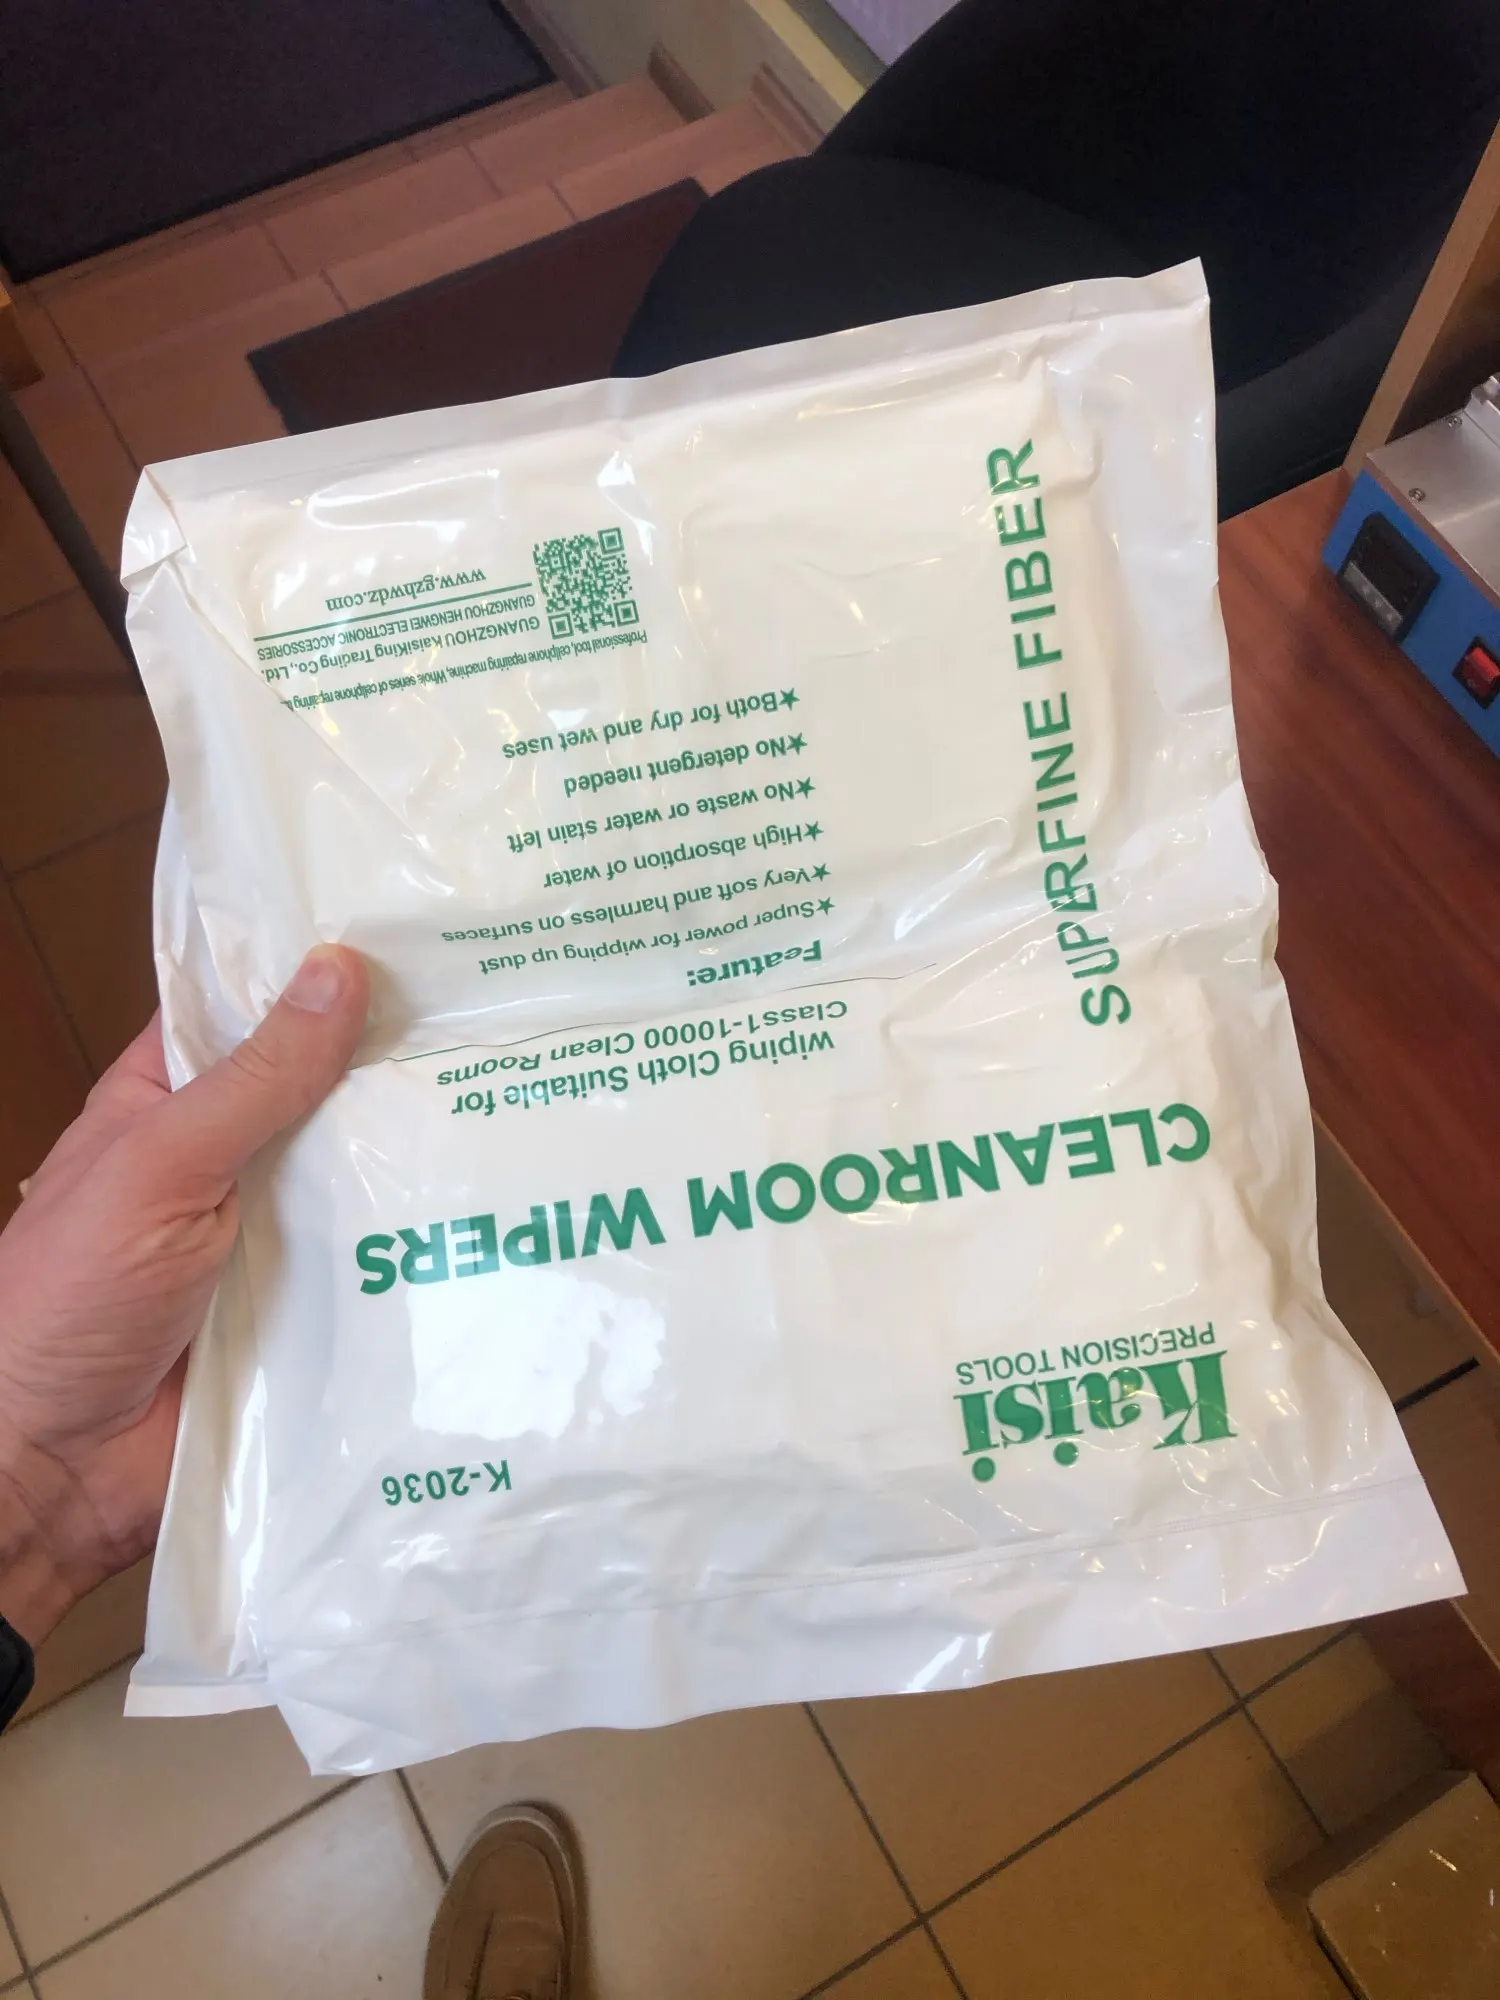 K-2036
Kaisi
PRECISION TOOLS
CLEANROOM WIPERS
SUPERFINE FIBER
Wiping Cloth Suitable for
Class1-10000 Clean Rooms
Feature:
★Super power for wipping up dust
★Very soft and harmless on surfaces
★High absorption of water
★No waste or water stain left
★No detergent needed
★Both for dry and wet uses
Professional tool, cellphone repairing machine, Whole series of cellphone repairing
GUANGZHOU KaisiKing Trading Co., Ltd.
GUANGZHOU HENGWEI ELECTRONIC ACCESSORIES
www.gzhwdz.com